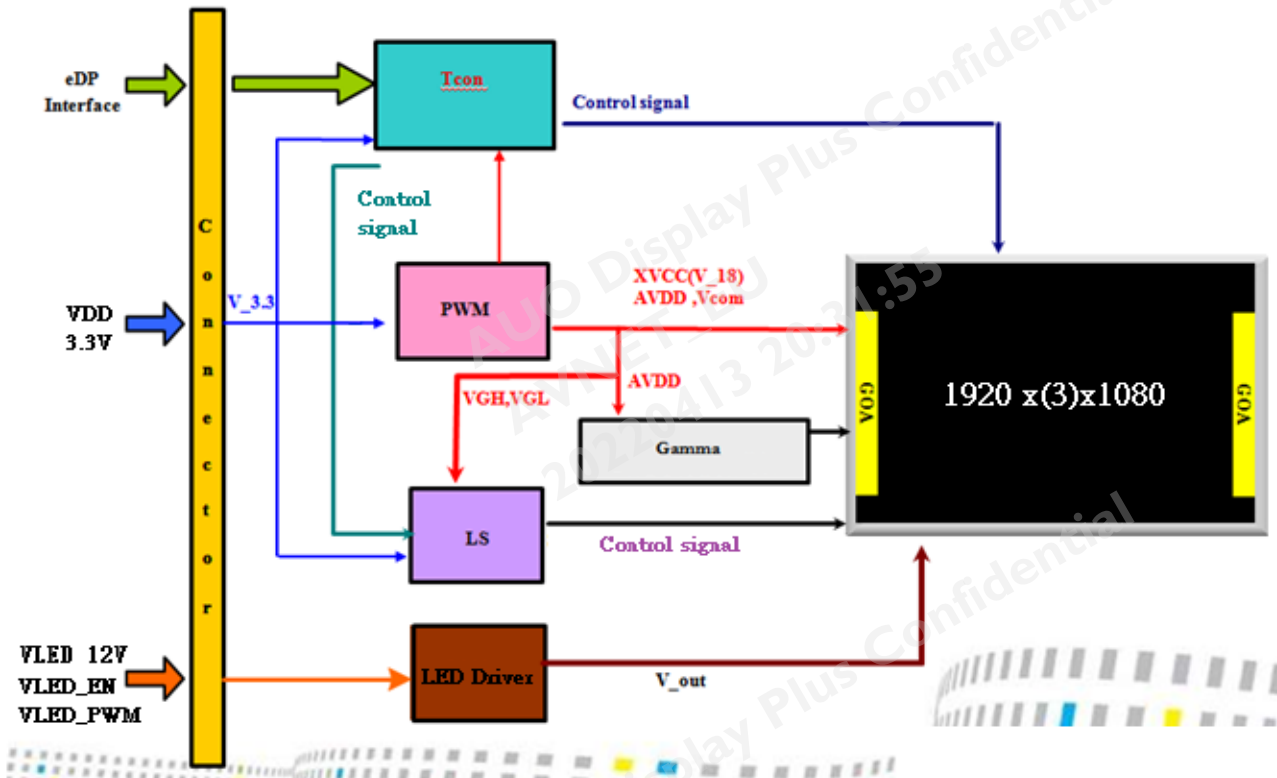 eDP
Interface
Tcon
Control signal
Control
signal
Connector
VDD
3.3V
V_3.3
PWM
XVCC(V_18)
AVDD ,Vcom
AVDD
VGH,VGL
Gamma
GOA
1920 x(3)x1080
GOA
LS
Control signal
VLED 12V
VLED_EN
VLED_PWM
LED Driver
V_out
AUO Display Plus Confidential
AVNET_EU
20220413 20:31:55
Confidential
Display Plus Confidential